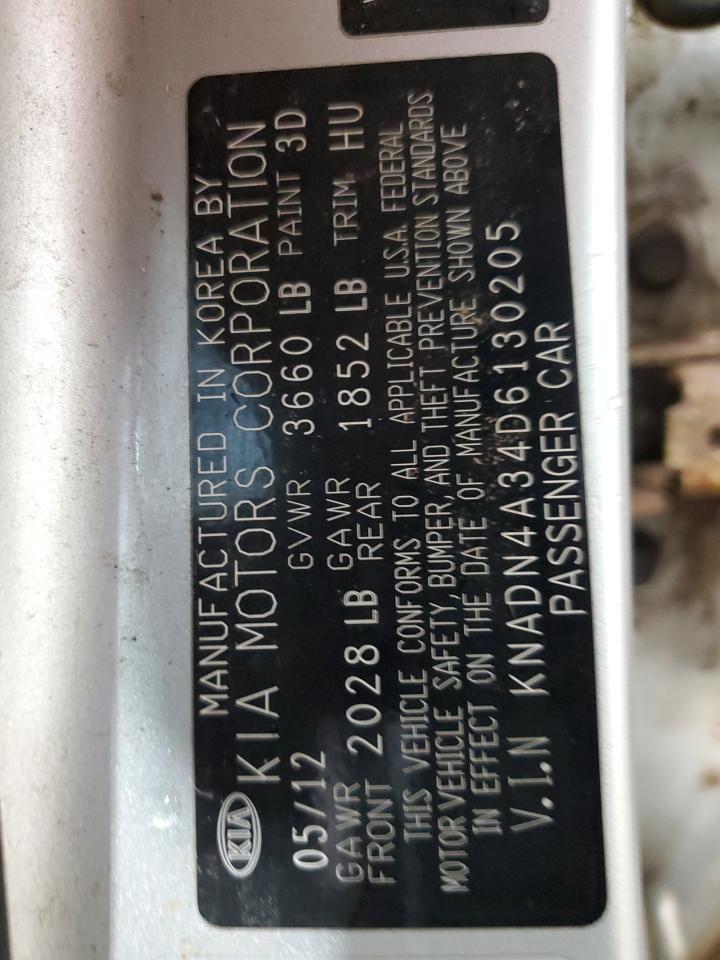 MANUFACTURED IN KOREA BY
KIA KIA MOTORS CORPORATION
05/12 GVWR 3660 LB PAINT 3D
GAWR FRONT 2028 LB GAWR REAR 1852 LB TRIM HU
THIS VEHICLE CONFORMS TO ALL APPLICABLE U.S.A. FEDERAL
MOTOR VEHICLE SAFETY, BUMPER, AND THEFT PREVENTION STANDARDS
IN EFFECT ON THE DATE OF MANUFACTURE SHOWN ABOVE
V.I.N KNADN4A34D6130205
PASSENGER CAR